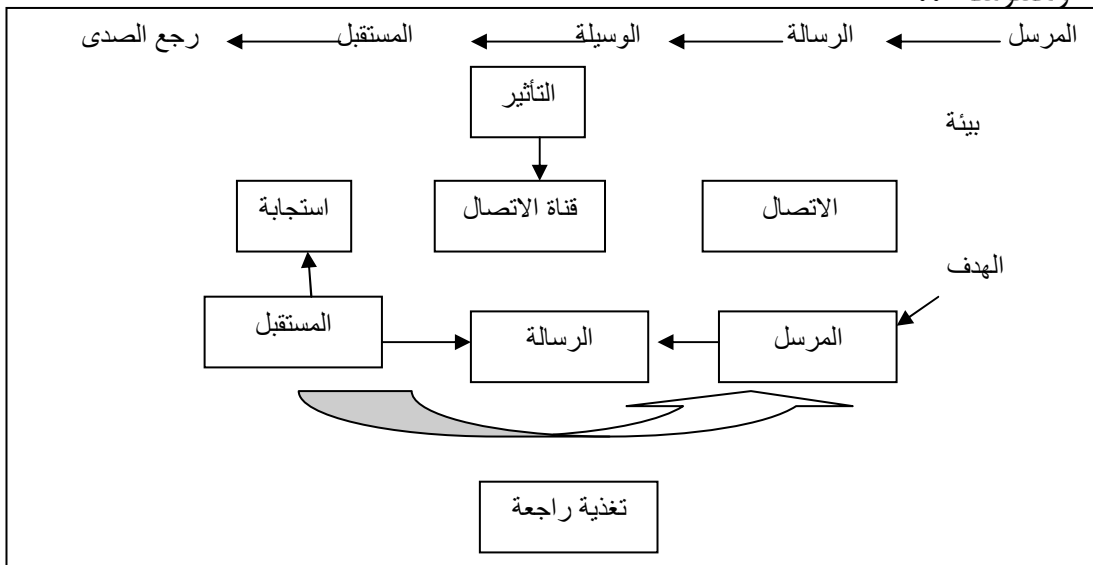 المرسل الرسالة الوسيلة المستقبل رجع الصدى
التأثير
بيئة
الاتصال قناة الاتصال استجابة
الهدف
المرسل الرسالة المستقبل
تغذية راجعة